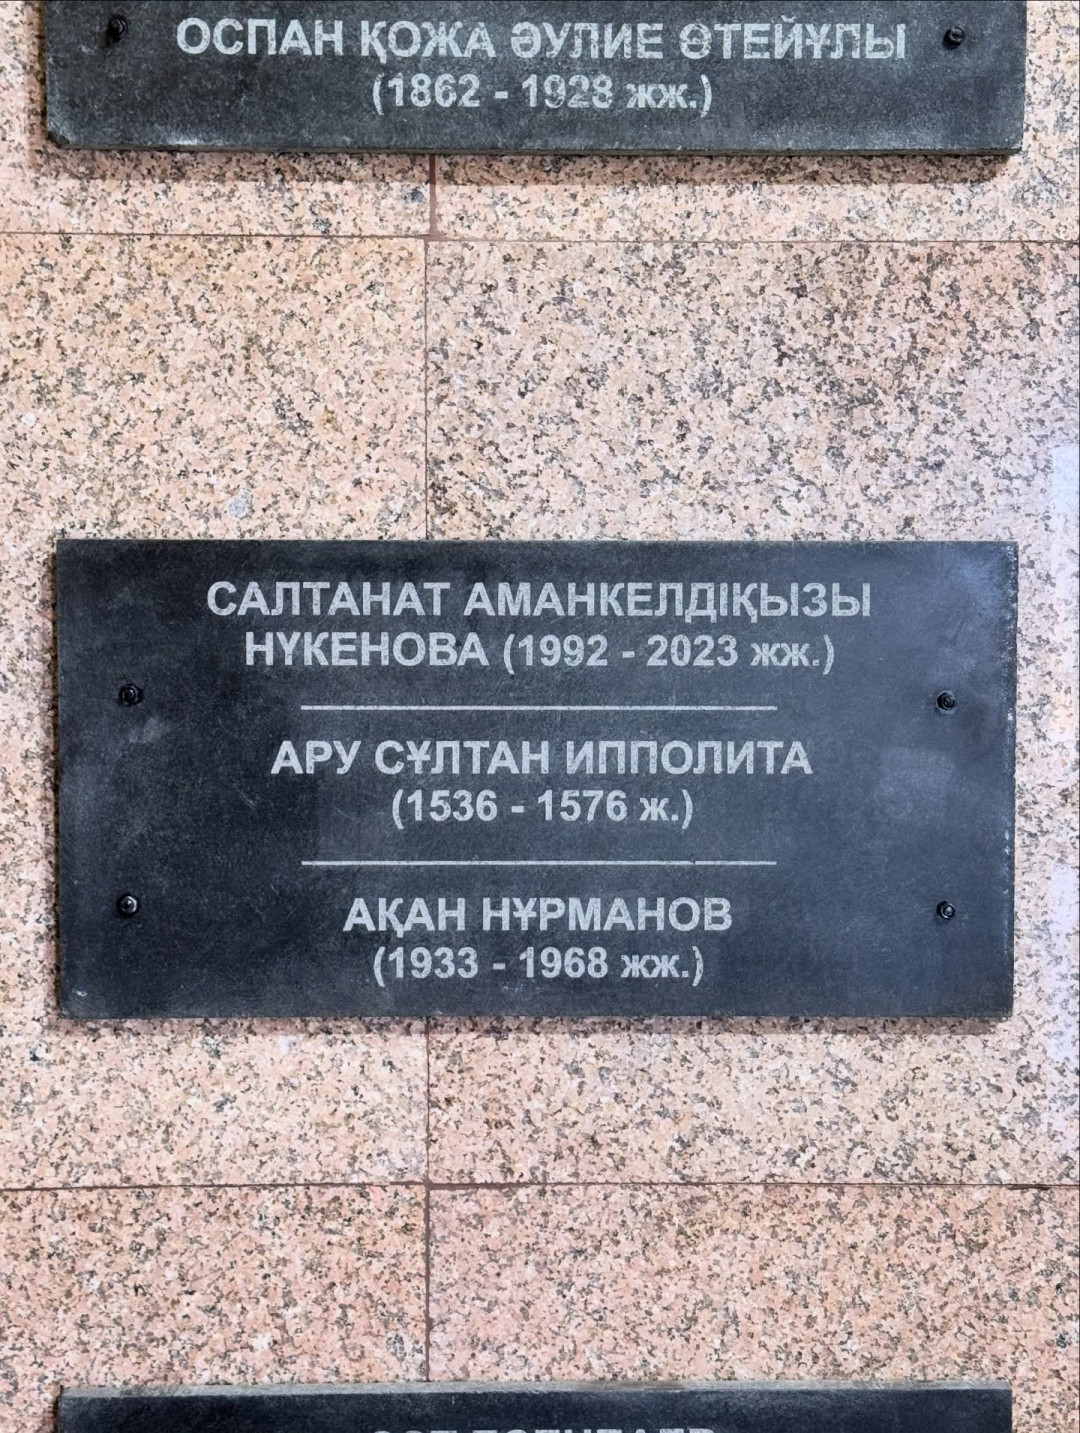 ОСПАН ҚОЖА ӘУЛИЕ ӨТЕЙҰЛЫ
(1862 - 1928 жж.)
САЛТАНАТ АМАНКЕЛДІҚЫЗЫ
НҮКЕНОВА (1992 - 2023 жж.)
АРУ СҰЛТАН ИППОЛИТА
(1536 - 1576 ж.)
АҚАН НҰРМАНОВ
(1933 - 1968 жж.)